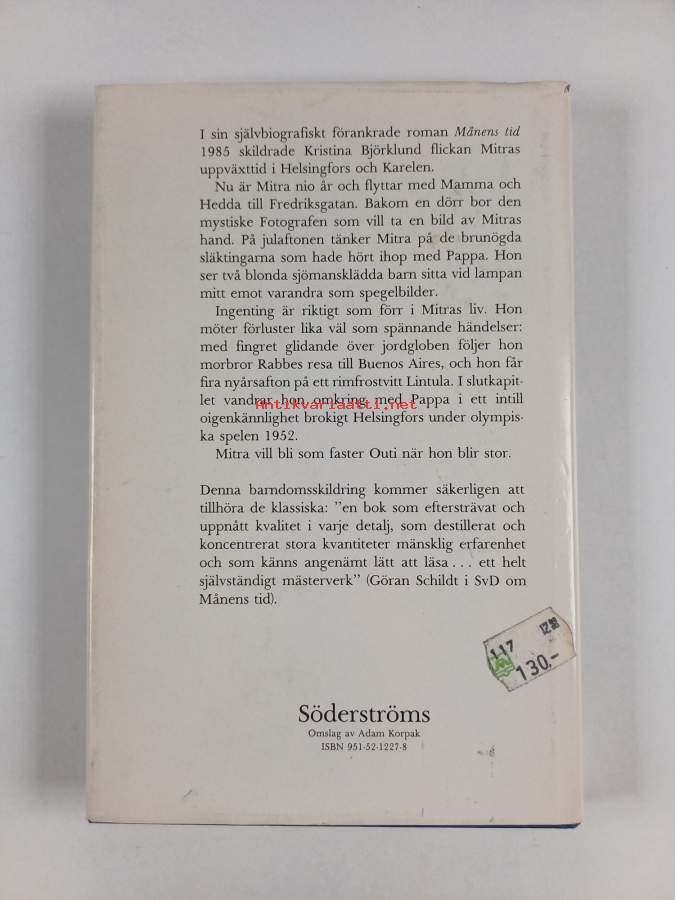 I sin självbiografiskt förankrade roman Månens tid
1985 skildrade Kristina Björklund flickan Mitras
uppväxttid i Helsingfors och Karelen.
Nu är Mitra nio år och flyttar med Mamma och
Hedda till Fredriksgatan. Bakom en dörr bor den
mystiske Fotografen som vill ta en bild av Mitras
hand. På julaftonen tänker Mitra på de brunögda
släktingarna som hade hört ihop med Pappa. Hon
ser två blonda sjömansklädda barn sitta vid lampan
mitt emot varandra som spegelbilder.
Ingenting är riktigt som förr i Mitras liv. Hon
möter förluster lika väl som spännande händelser:
med fingret glidande över jordgloben följer hon
morbror Rabbes resa till Buenos Aires, och hon får
fira nyårsafton på ett rimfrostvitt Lintula. I slutkapit-
let vandrar hon omkring med Pappa i ett intill
Antikvariaatti.net
oigenkännlighet brokigt Helsingfors under olympis-
ka spelen 1952.
Mitra vill bli som faster Outi när hon blir stor.
Denna barndomsskildring kommer säkerligen att
tillhöra de klassiska: ”en bok som eftersträvat och
uppnått kvalitet i varje detalj, som destillerat och
koncentrerat stora kvantiteter mänsklig erfarenhet
och som känns angenämt lätt att läsa . . . ett helt
självständigt mästerverk” (Göran Schildt i SvD om
Månens tid).
117
130.-
Söderströms
Omslag av Adam Korpak
ISBN 951-52-1227-8